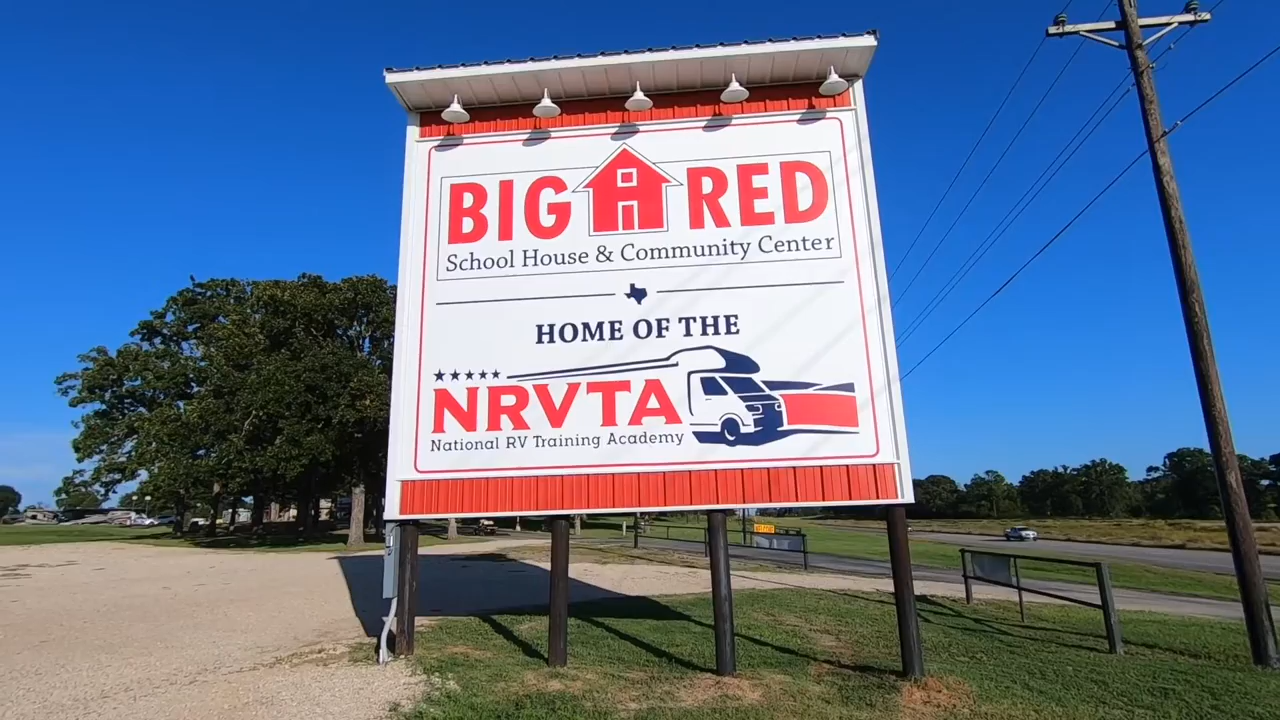 BIG RED
School House & Community Center
HOME OF THE
NRVTA
National RV Training Academy